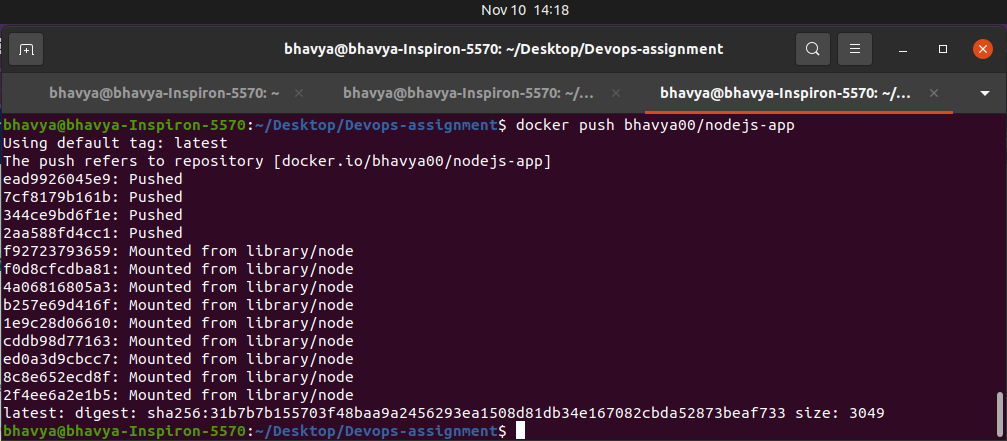 Nov 10 14:18
bhavya@bhavya-Inspiron-5570: ~/Desktop/Devops-assignment
bhavya@bhavya-Inspiron-5570: ~
bhavya@bhavya-Inspiron-5570: ~/...
bhavya@bhavya-Inspiron-5570: ~/...
bhavya@bhavya-Inspiron-5570:~/Desktop/Devops-assignment$ docker push bhavya00/nodejs-app
Using default tag: latest
The push refers to repository [docker.io/bhavya00/nodejs-app]
ead9926045e9: Pushed
7cf8179b161b: Pushed
344ce9bd6f1e: Pushed
2aa588fd4cc1: Pushed
f92723793659: Mounted from library/node
f0d8cfcdba81: Mounted from library/node
4a06816805a3: Mounted from library/node
b257e69d416f: Mounted from library/node
1e9c28d06610: Mounted from library/node
cddb98d77163: Mounted from library/node
ed0a3d9cbcc7: Mounted from library/node
8c8e652ecd8f: Mounted from library/node
2f4ee6a2e1b5: Mounted from library/node
latest: digest: sha256:31b7b7b155703f48baa9a2456293ea1508d81db34e167082cbda52873beaf733 size: 3049
bhavya@bhavya-Inspiron-5570:~/Desktop/Devops-assignment$